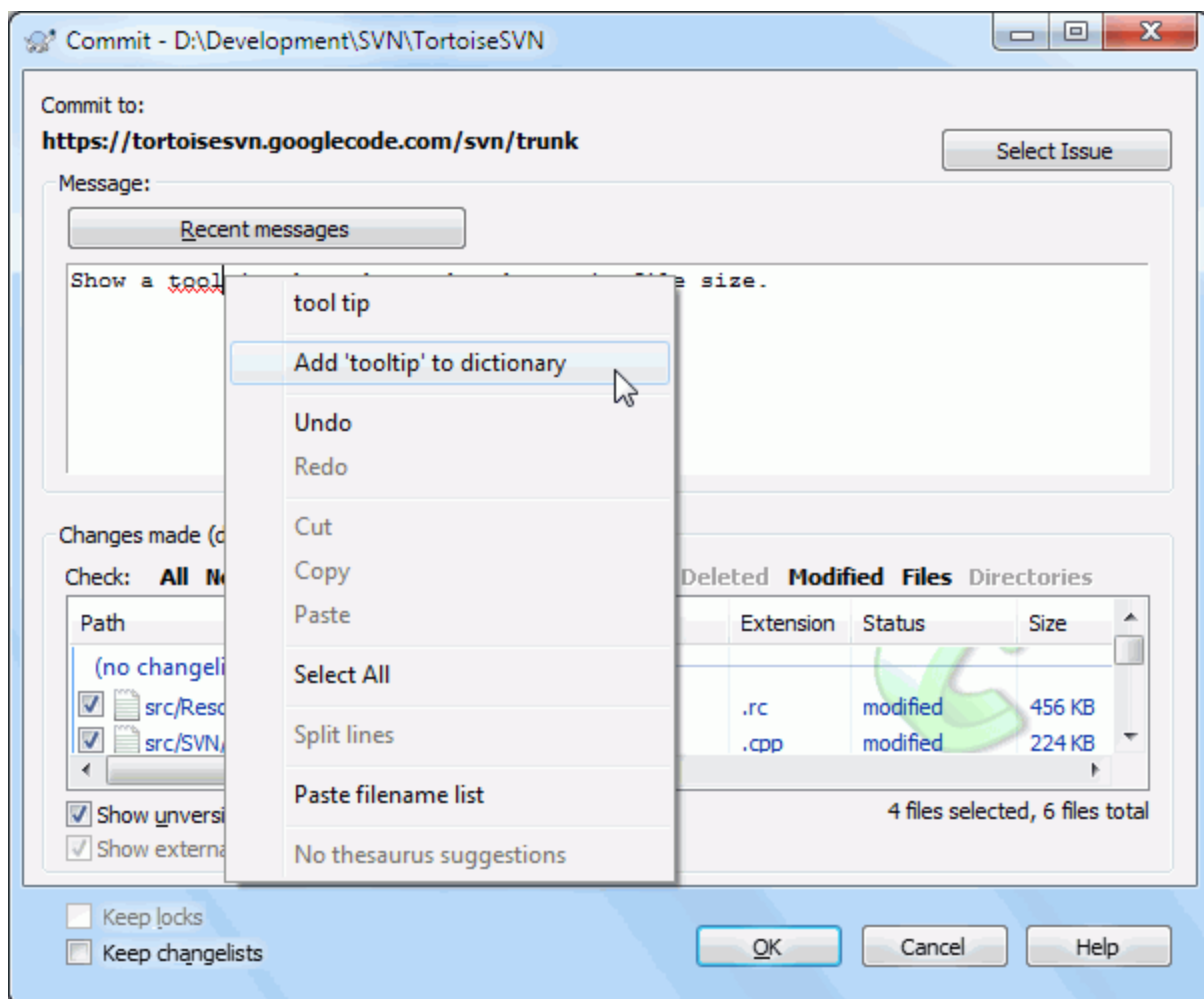 Commit - D:\Development\SVN\TortoiseSVN
Commit to:
https://tortoisesvn.googlecode.com/svn/trunk
Select Issue
Message:
Recent messages
Show a tool size.
tool tip
Add 'tooltip' to dictionary
Undo
Redo
Cut
Copy
Paste
Select All
Split lines
Paste filename list
No thesaurus suggestions
Changes made
Check: All Deleted Modified Files Directories
Path Extension Status Size
(no changeli
src/Reso .rc modified 456 KB
src/SVN/ .cpp modified 224 KB
Show unversi
4 files selected, 6 files total
Show externa
Keep locks
Keep changelists
OK Cancel Help